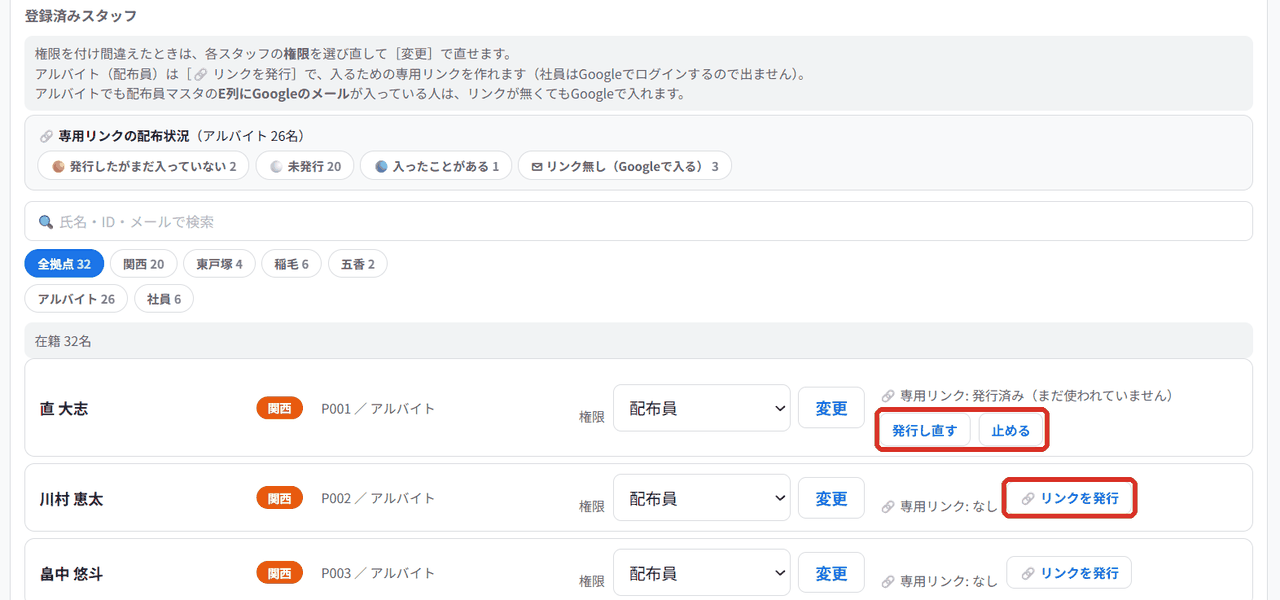 登録済みスタッフ
権限を付け間違えたときは、各スタッフの権限を選び直して［変更］で直せます。
アルバイト（配布員）は［🔗 リンクを発行］で、入るための専用リンクを作れます（社員はGoogleでログインするので出ません）。
アルバイトでも配布員マスタのE列にGoogleのメールが入っている人は、リンクが無くてもGoogleで入れます。
🔗 専用リンクの配布状況（アルバイト 26名）
🟠 発行したがまだ入っていない 2 ⚪ 未発行 20 🔵 入ったことがある 1 ✉ リンク無し（Googleで入る） 3
🔍 氏名・ID・メールで検索
全拠点 32 関西 20 東戸塚 4 稲毛 6 五香 2
アルバイト 26 社員 6
在籍 32名
直 大志 関西 P001 ／ アルバイト 権限 配布員 変更 🔗 専用リンク: 発行済み（まだ使われていません）
発行し直す 止める
川村 恵太 関西 P002 ／ アルバイト 権限 配布員 変更 🔗 専用リンク: なし 🔗 リンクを発行
畠中 悠斗 関西 P003 ／ アルバイト 権限 配布員 変更 🔗 専用リンク: なし 🔗 リンクを発行